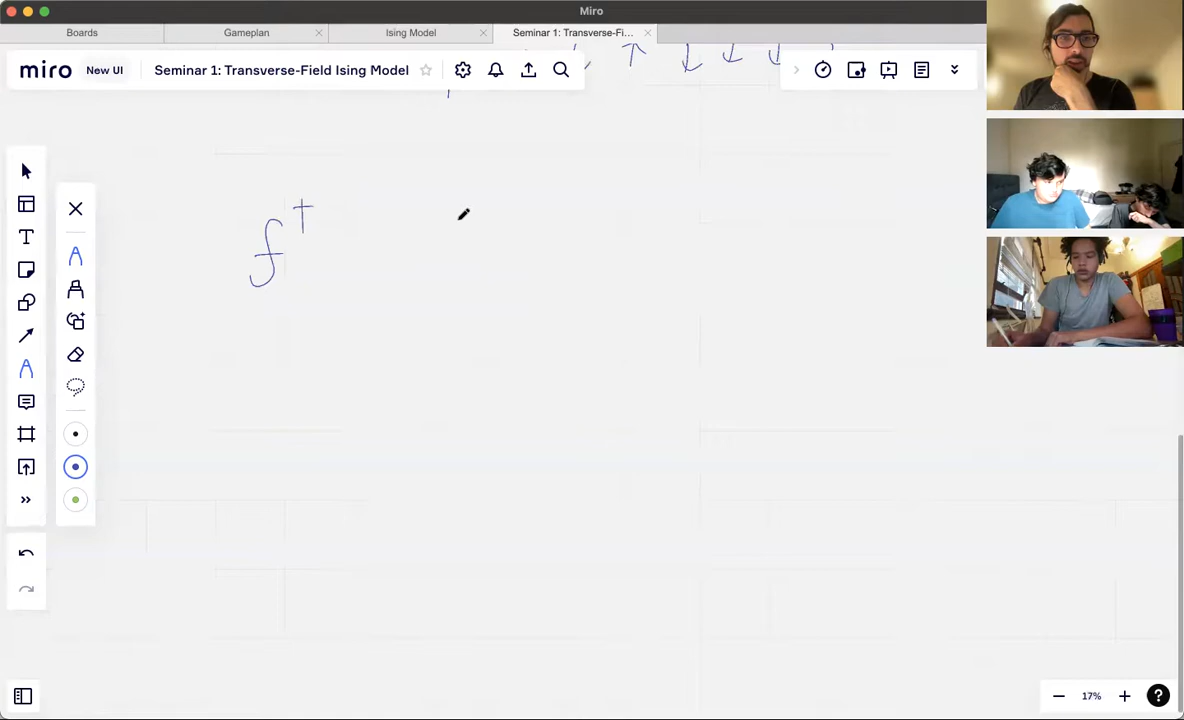 Miro
Boards
Gameplan
Ising Model
Seminar 1: Transverse-Fi...
miro
New UI
Seminar 1: Transverse-Field Ising Model
↑ ↓ ↓ ↓
f†
17%